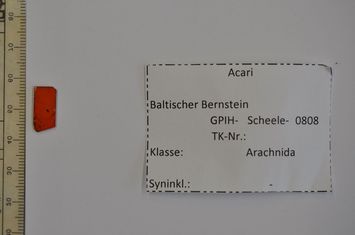 Acari
Baltischer Bernstein
GPIH- Scheele- 0808
TK-Nr.:
Klasse: Arachnida
Syninkl.: -